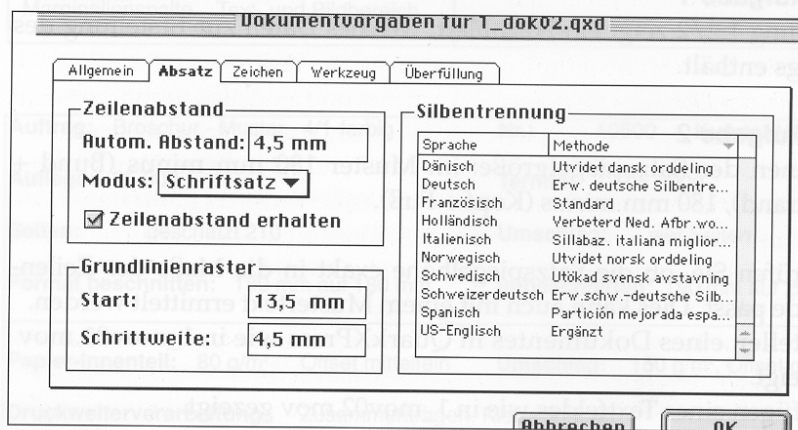 Dokumentvorgaben für 1_dok02.qxd
Allgemein Absatz Zeichen Werkzeug Überfüllung
Zeilenabstand
Autom. Abstand: 4,5 mm
Modus: Schriftsatz
Zeilenabstand erhalten
Grundlinienraster
Start: 13,5 mm
Schrittweite: 4,5 mm
Silbentrennung
Sprache Methode
Dänisch Utvidet dansk orddeling
Deutsch Erw. deutsche Silbentre...
Französisch Standard
Holländisch Verbeterd Ned. Afbr .wo...
Italienisch Sillabaz. italiana miglior...
Norwegisch Utvidet norsk orddeling
Schwedisch Utökad svensk avstavning
Schweizerdeutsch Erw.schw.-deutsche Silb...
Spanisch Partición mejorada espa...
US-Englisch Ergänzt
Abbrechen OK